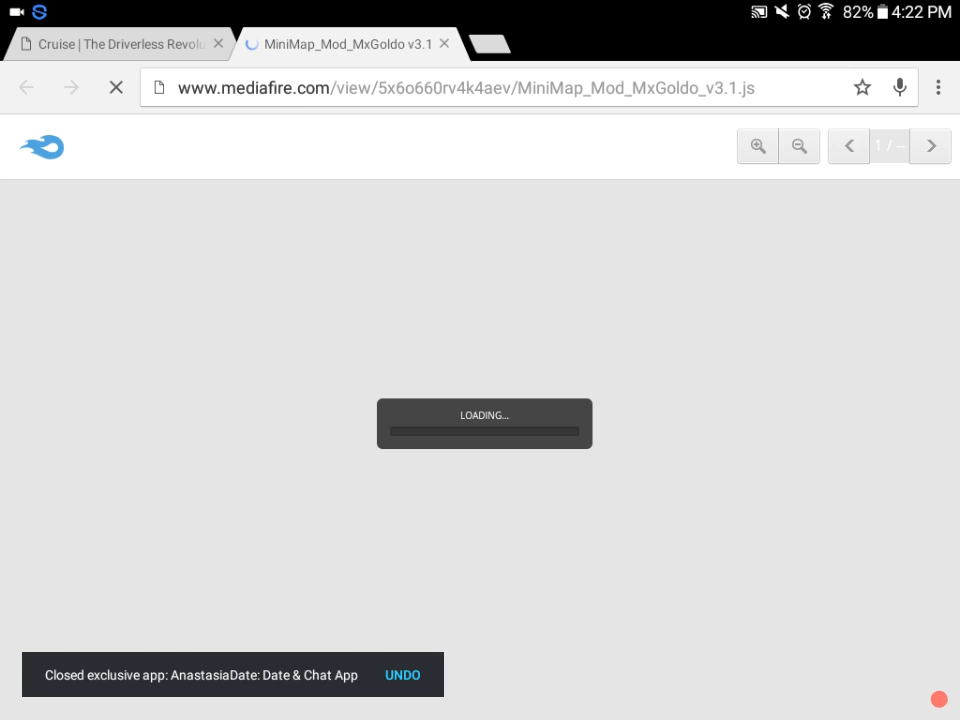 82% 4:22 PM
Cruise | The Driverless Revolu
MiniMap_Mod_MxGoldo v3.1
www.mediafire.com/view/5x6o660rv4k4aev/MiniMap_Mod_MxGoldo_v3.1.js
1 / --
LOADING...
Closed exclusive app: AnastasiaDate: Date & Chat App UNDO